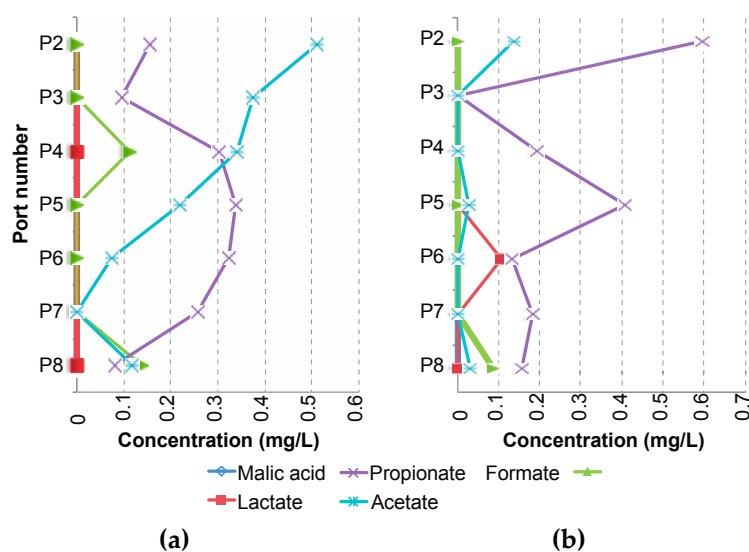 P2
P3
P4
P5
P6
P7
P8
Port number
0 0.1 0.2 0.3 0.4 0.5 0.6
Concentration (mg/L)
P2
P3
P4
P5
P6
P7
P8
0 0.1 0.2 0.3 0.4 0.5 0.6 0.7
Concentration (mg/L)
Malic acid Propionate Formate
Lactate Acetate
(a) (b)